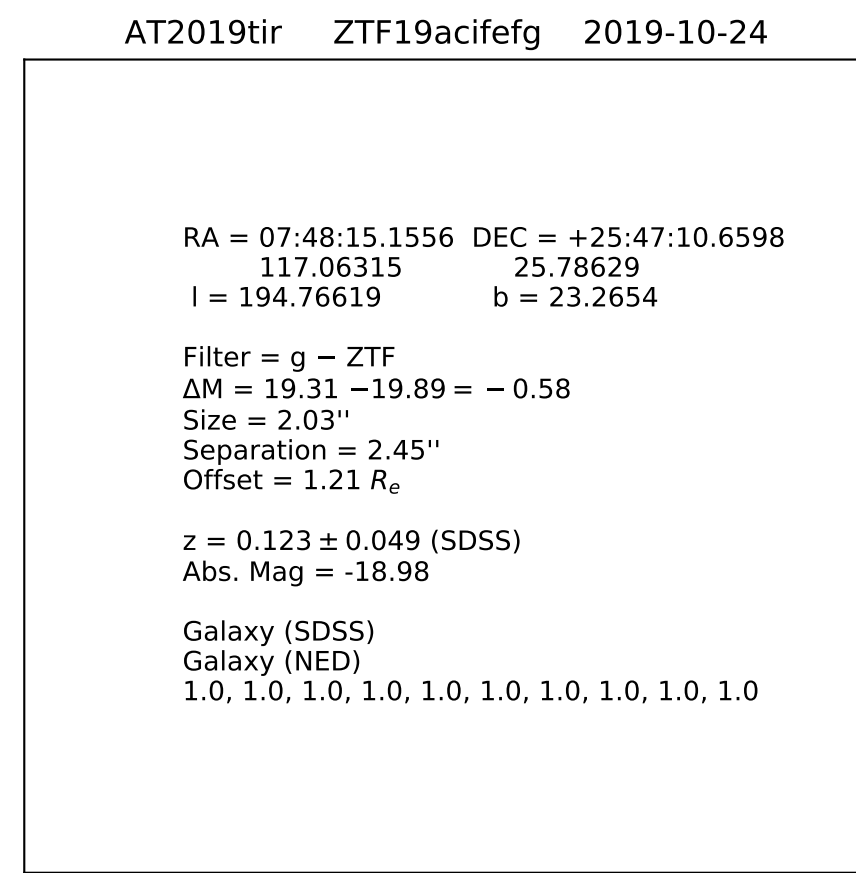 AT2019tir ZTF19acifefg 2019-10-24
RA = 07:48:15.1556 DEC = +25:47:10.6598
117.06315 25.78629
l = 194.76619 b = 23.2654
Filter = g − ZTF
ΔM = 19.31 −19.89 = − 0.58
Size = 2.03''
Separation = 2.45''
Offset = 1.21 Re
z = 0.123 ± 0.049 (SDSS)
Abs. Mag = -18.98
Galaxy (SDSS)
Galaxy (NED)
1.0, 1.0, 1.0, 1.0, 1.0, 1.0, 1.0, 1.0, 1.0, 1.0